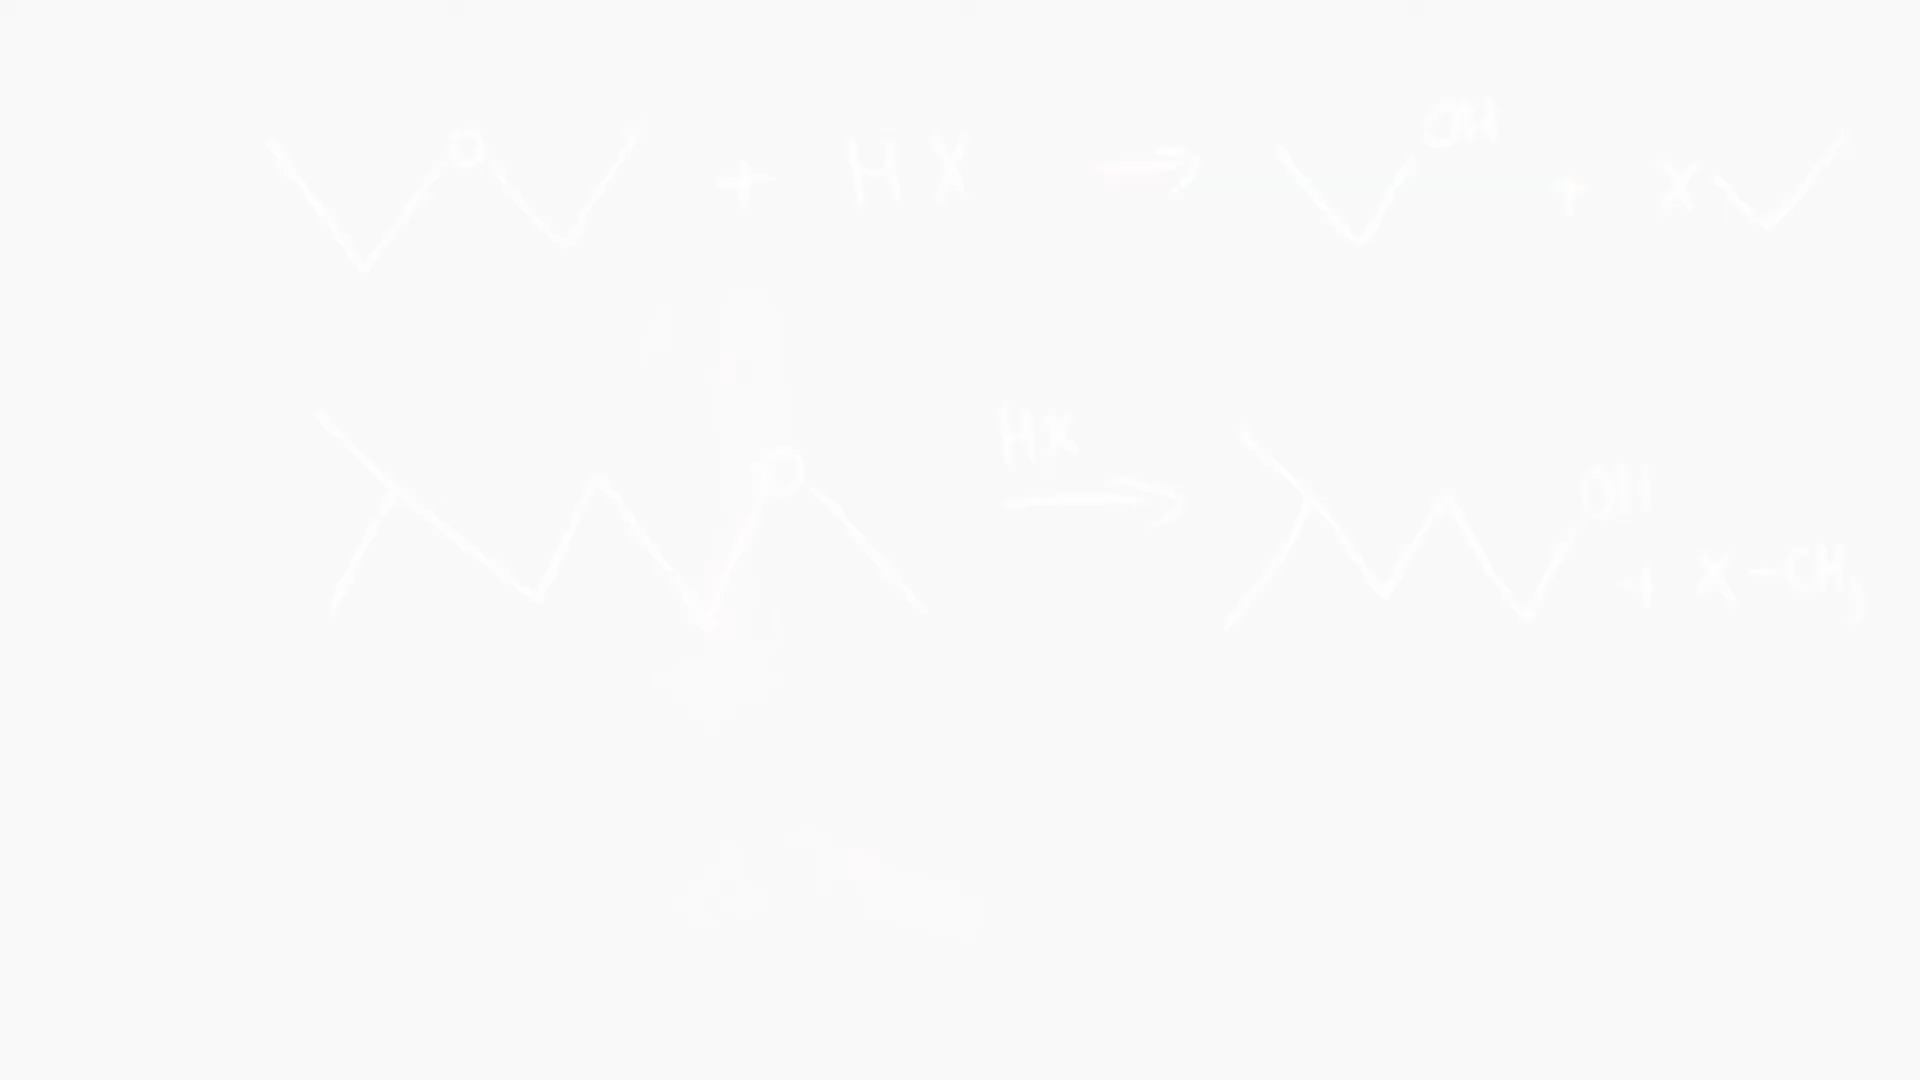 O + HX → OH + X
O HX → OH + X-CH3